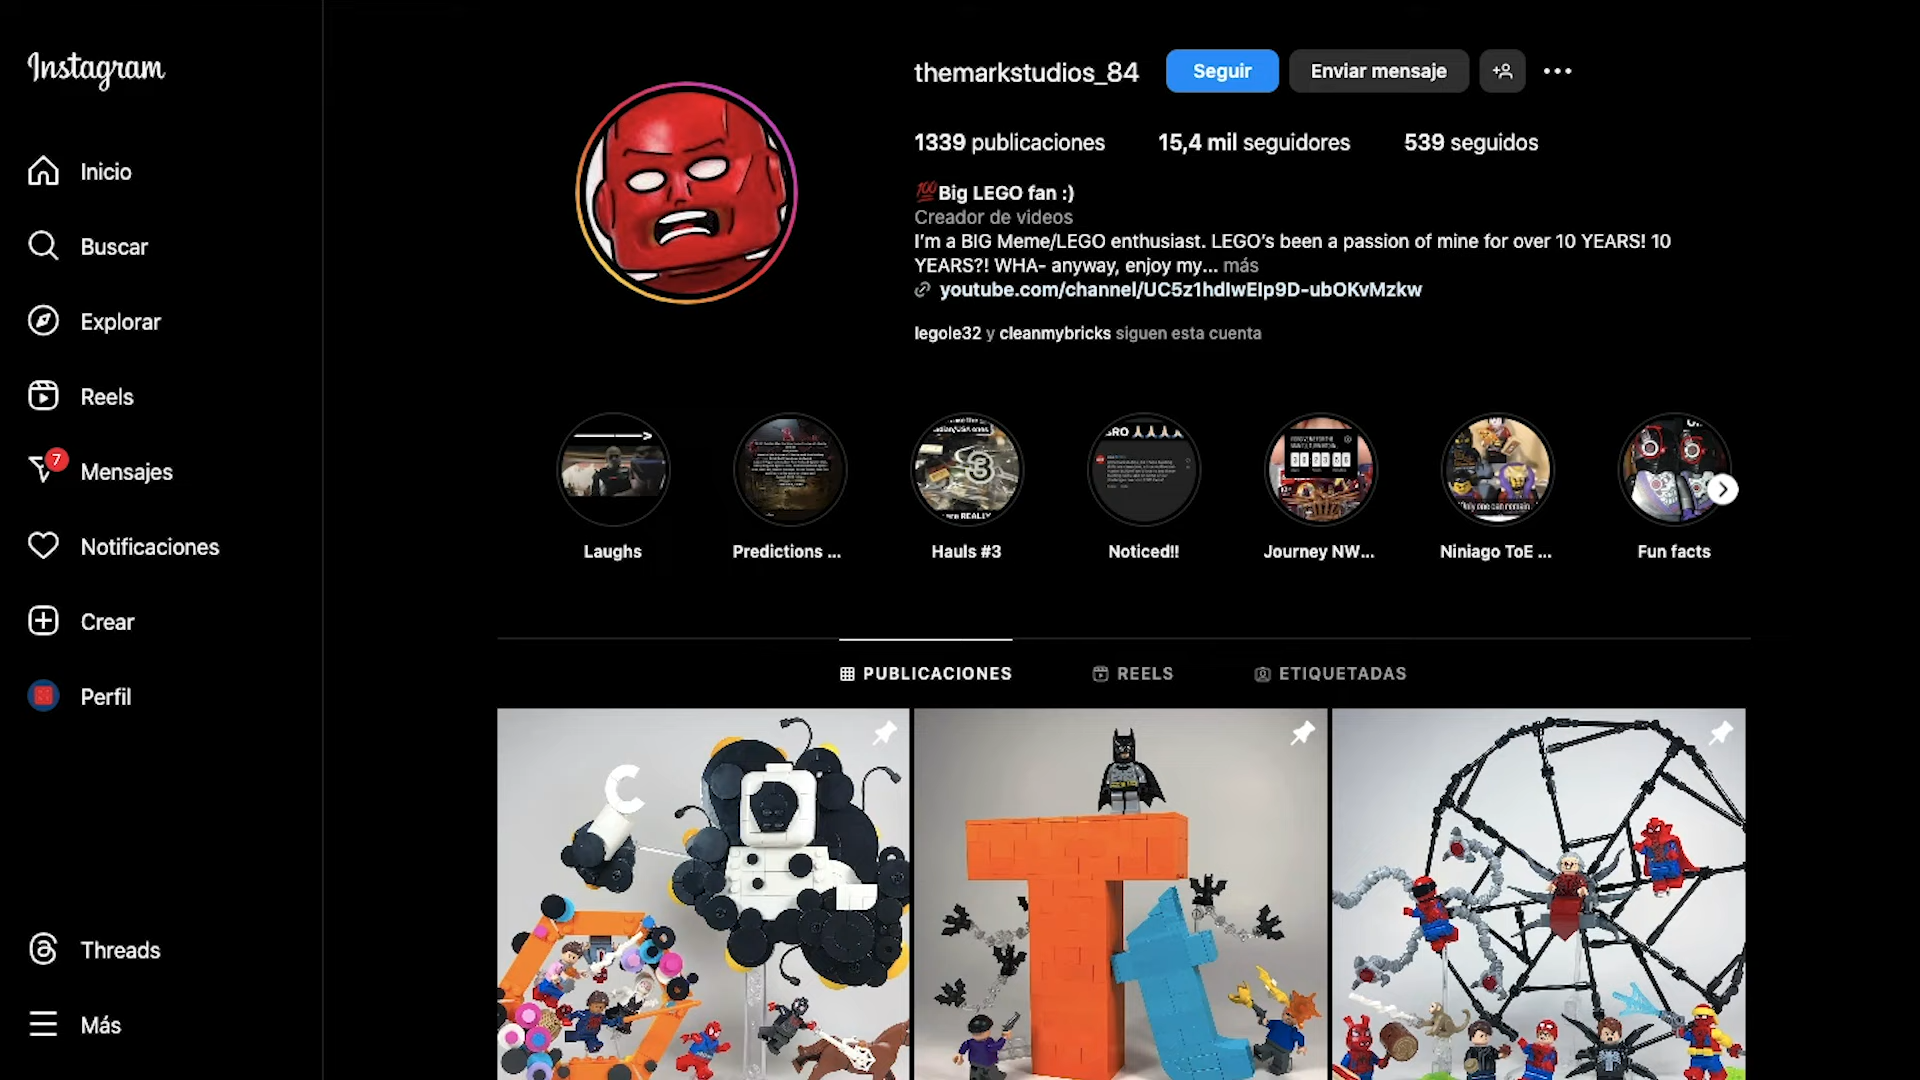 Instagram
Inicio
Buscar
Explorar
Reels
7
Mensajes
Notificaciones
Crear
Perfil
Threads
Más
themarkstudios_84
Seguir
Enviar mensaje
1339 publicaciones
15,4 mil seguidores
539 seguidos
💯Big LEGO fan :)
Creador de videos
I'm a BIG Meme/LEGO enthusiast. LEGO's been a passion of mine for over 10 YEARS! 10
YEARS?! WHA- anyway, enjoy my... más
youtube.com/channel/UC5z1hdIwEIp9D-ubOKvMzkw
legole32 y cleanmybricks siguen esta cuenta
Laughs
Predictions ...
Hauls #3
Noticed!!
Journey NW...
Niniago ToE ...
Fun facts
3
PUBLICACIONES
REELS
ETIQUETADAS